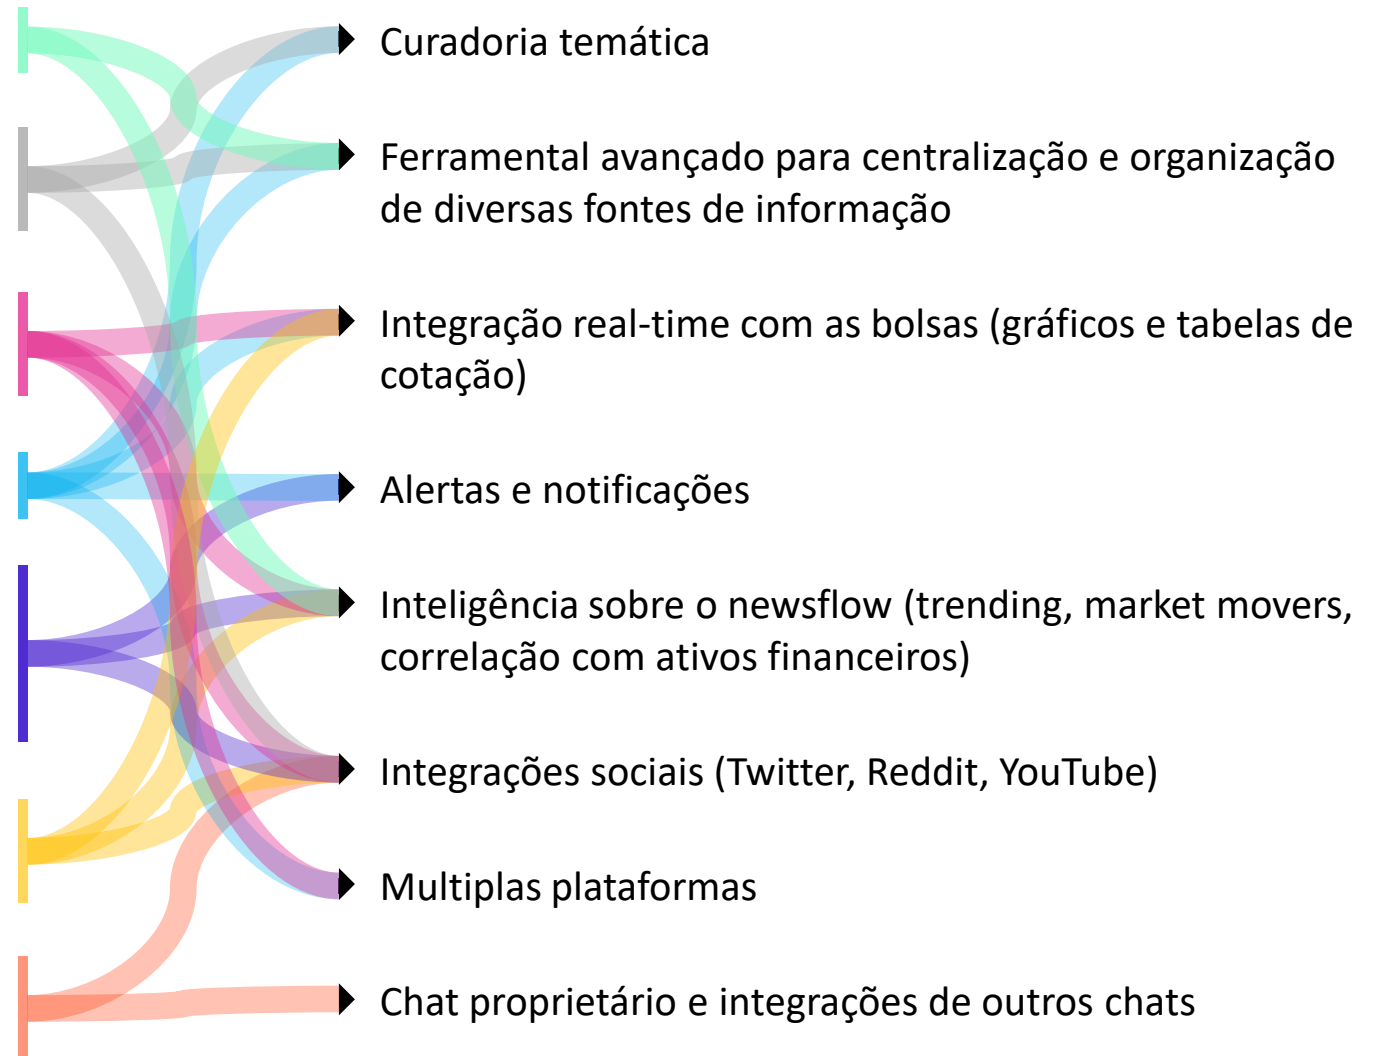 Curadoria temática
Ferramental avançado para centralização e organização
de diversas fontes de informação
Integração real-time com as bolsas (gráficos e tabelas de
cotação)
Alertas e notificações
Inteligência sobre o newsflow (trending, market movers,
correlação com ativos financeiros)
Integrações sociais (Twitter, Reddit, YouTube)
Multiplas plataformas
Chat proprietário e integrações de outros chats